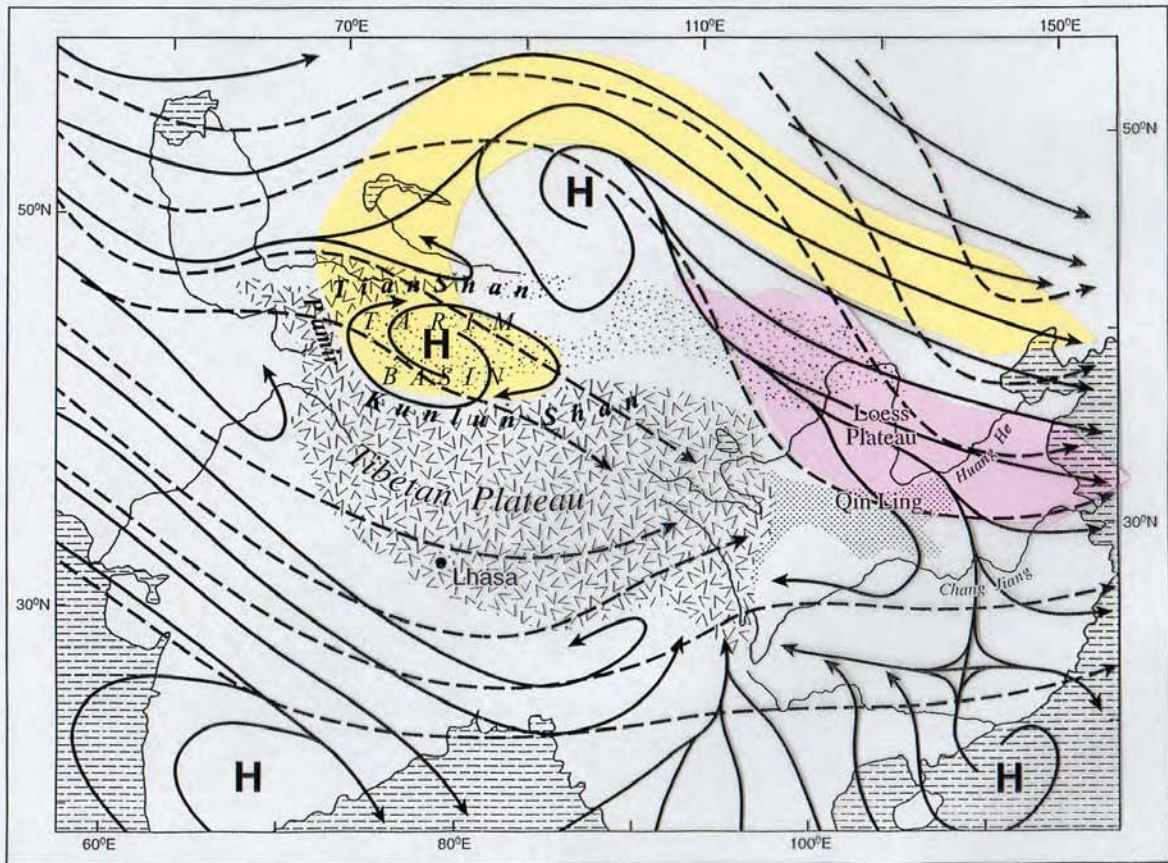 70°E 110°E 150°E
50°N
50°N
H
Tian Shan
Pamir
TARIM
H
BASIN
Kunlun Shan
Loess
Plateau
Huang He
Tibetan Plateau
Qin Ling
30°N
Lhasa
Chang Jiang
30°N
H
H
60°E 80°E 100°E